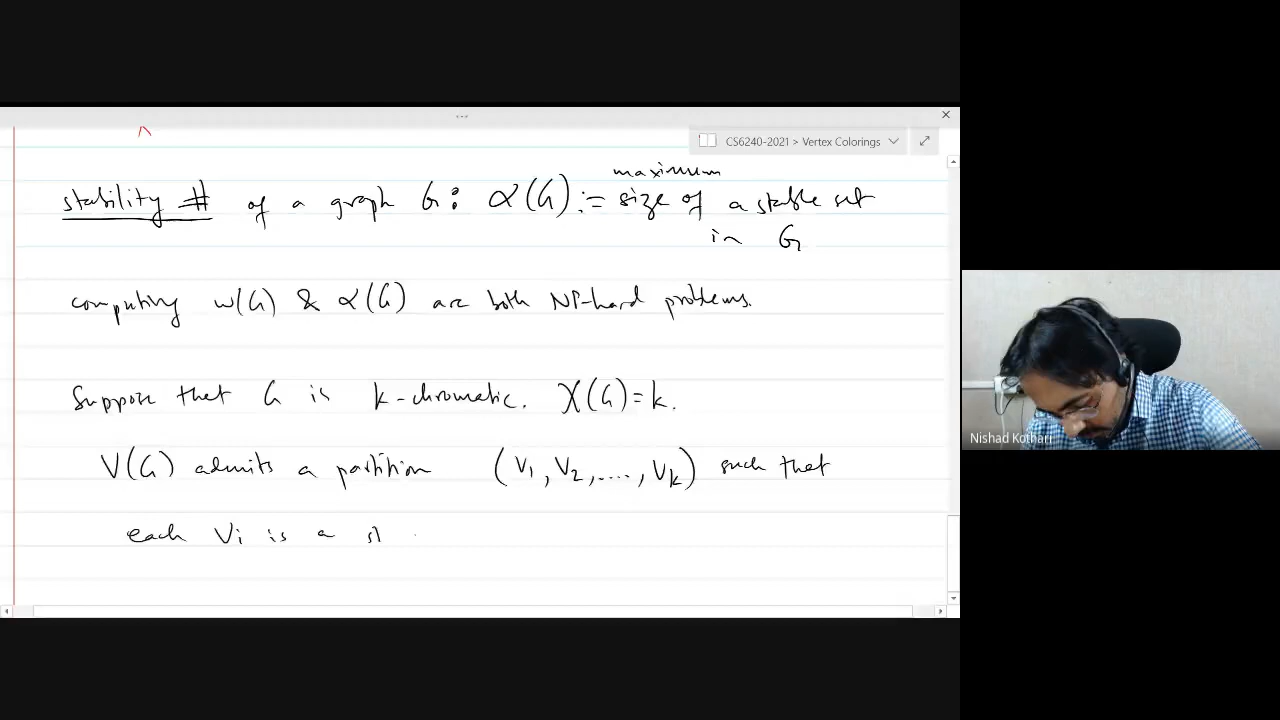 CS6240-2021 > Vertex Colorings
maximum
stability # of a graph G: α(G) := size of a stable set
in G
computing ω(G) & α(G) are both NP-hard problems.
Suppose that G is k-chromatic. χ(G)=k.
V(G) admits a partition (V₁, V₂, ...., Vₖ) such that
each Vᵢ is a st
Nishad Kothari